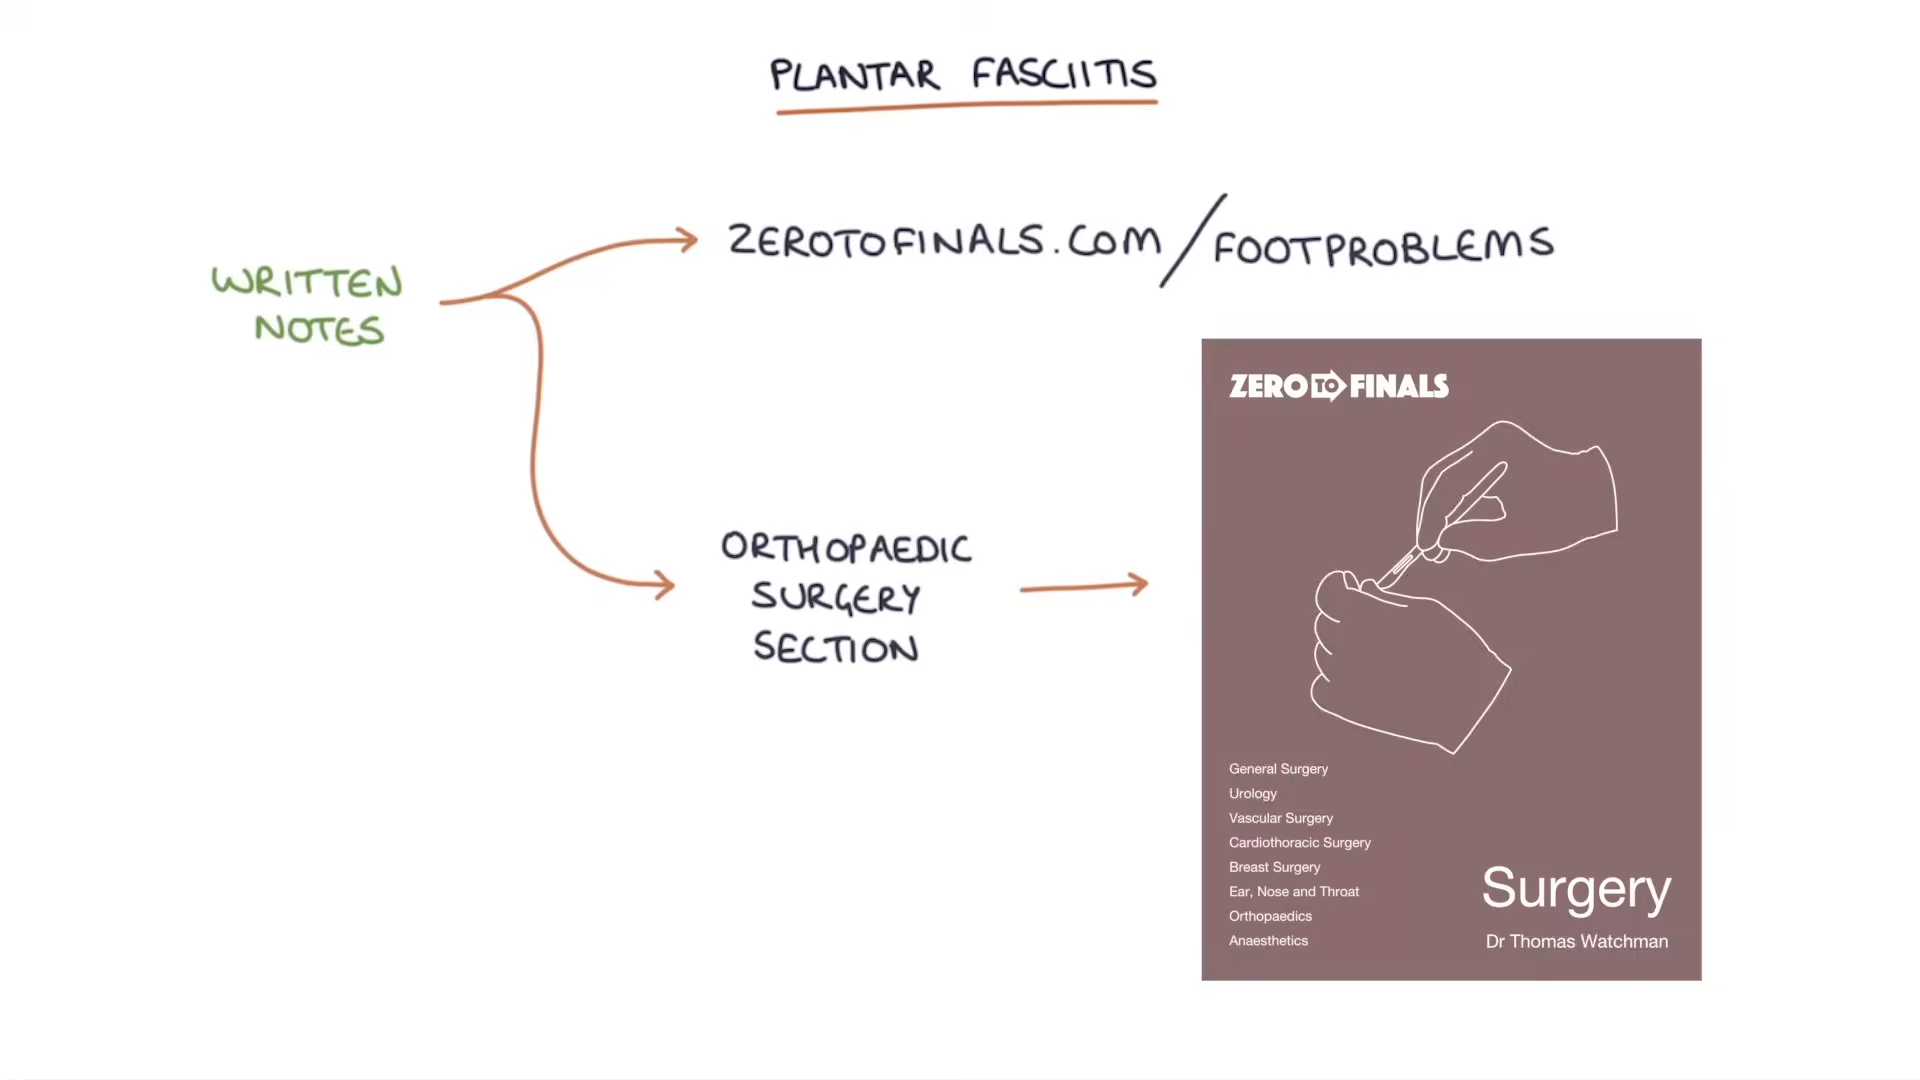 PLANTAR FASCIITIS
WRITTEN
NOTES
ZEROTOFINALS.COM/FOOTPROBLEMS
ORTHOPAEDIC
SURGERY
SECTION
ZERO TO FINALS
General Surgery
Urology
Vascular Surgery
Cardiothoracic Surgery
Breast Surgery
Ear, Nose and Throat
Orthopaedics
Anaesthetics
Surgery
Dr Thomas Watchman